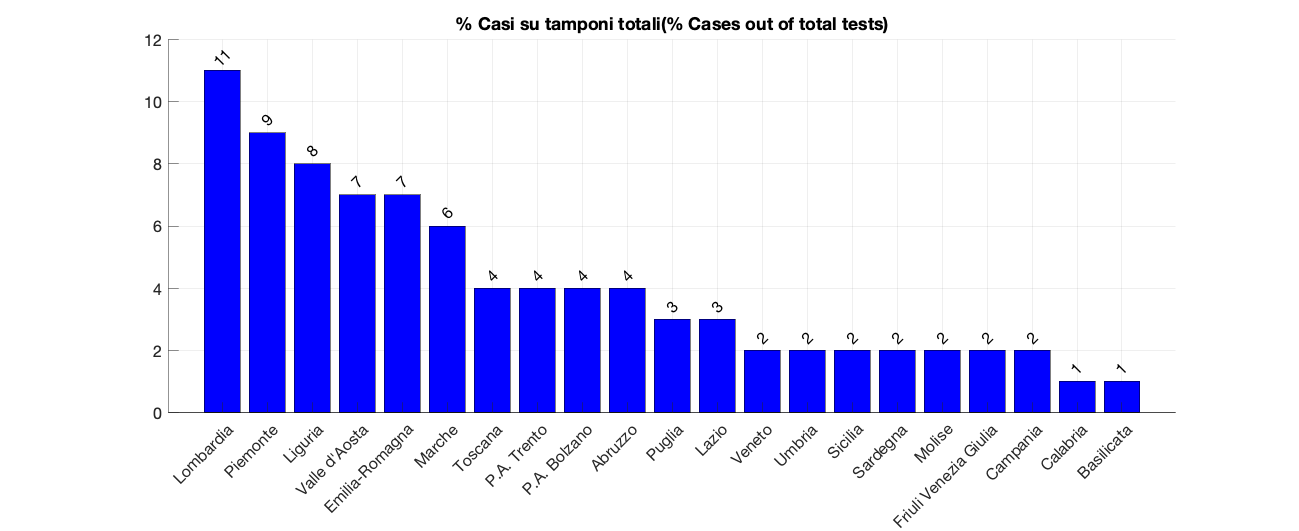 % Casi su tamponi totali(% Cases out of total tests)
12
10
8
6
4
2
0
11
9
8
7
7
6
4
4
4
4
3
3
2
2
2
2
2
2
2
1
1
Lombardia
Piemonte
Liguria
Valle d'Aosta
Emilia-Romagna
Marche
Toscana
P.A. Trento
P.A. Bolzano
Abruzzo
Puglia
Lazio
Veneto
Umbria
Sicilia
Sardegna
Molise
Friuli Venezia Giulia
Campania
Calabria
Basilicata